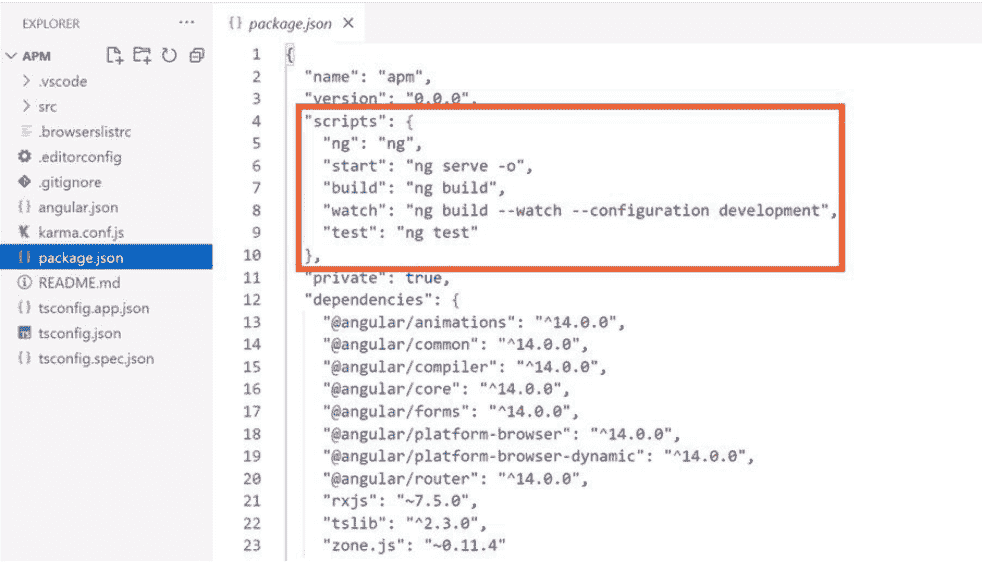 EXPLORER ...
{} package.json ×
APM
.vscode
src
.browserslistrc
.editorconfig
.gitignore
{} angular.json
K karma.conf.js
{} package.json
README.md
{} tsconfig.app.json
TS tsconfig.json
{} tsconfig.spec.json
1 {
2 "name": "apm",
3 "version": "0.0.0",
4 "scripts": {
5 "ng": "ng",
6 "start": "ng serve -o",
7 "build": "ng build",
8 "watch": "ng build --watch --configuration development",
9 "test": "ng test"
10 },
11 "private": true,
12 "dependencies": {
13 "@angular/animations": "^14.0.0",
14 "@angular/common": "^14.0.0",
15 "@angular/compiler": "^14.0.0",
16 "@angular/core": "^14.0.0",
17 "@angular/forms": "^14.0.0",
18 "@angular/platform-browser": "^14.0.0",
19 "@angular/platform-browser-dynamic": "^14.0.0",
20 "@angular/router": "^14.0.0",
21 "rxjs": "~7.5.0",
22 "tslib": "^2.3.0",
23 "zone.js": "~0.11.4"